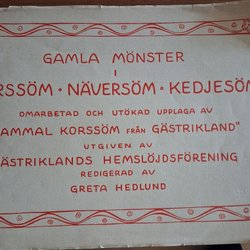 GAMLA MÖNSTER
I
RSSÖM · NÄVERSÖM · KEDJESÖM
OMARBETAD OCH UTÖKAD UPPLAGA AV
AMMAL KORSSÖM FRÅN GÄSTRIKLAND"
UTGIVEN AV
ÄSTRIKLANDS HEMSLÖJDSFÖRENING
REDIGERAD AV
GRETA HEDLUND